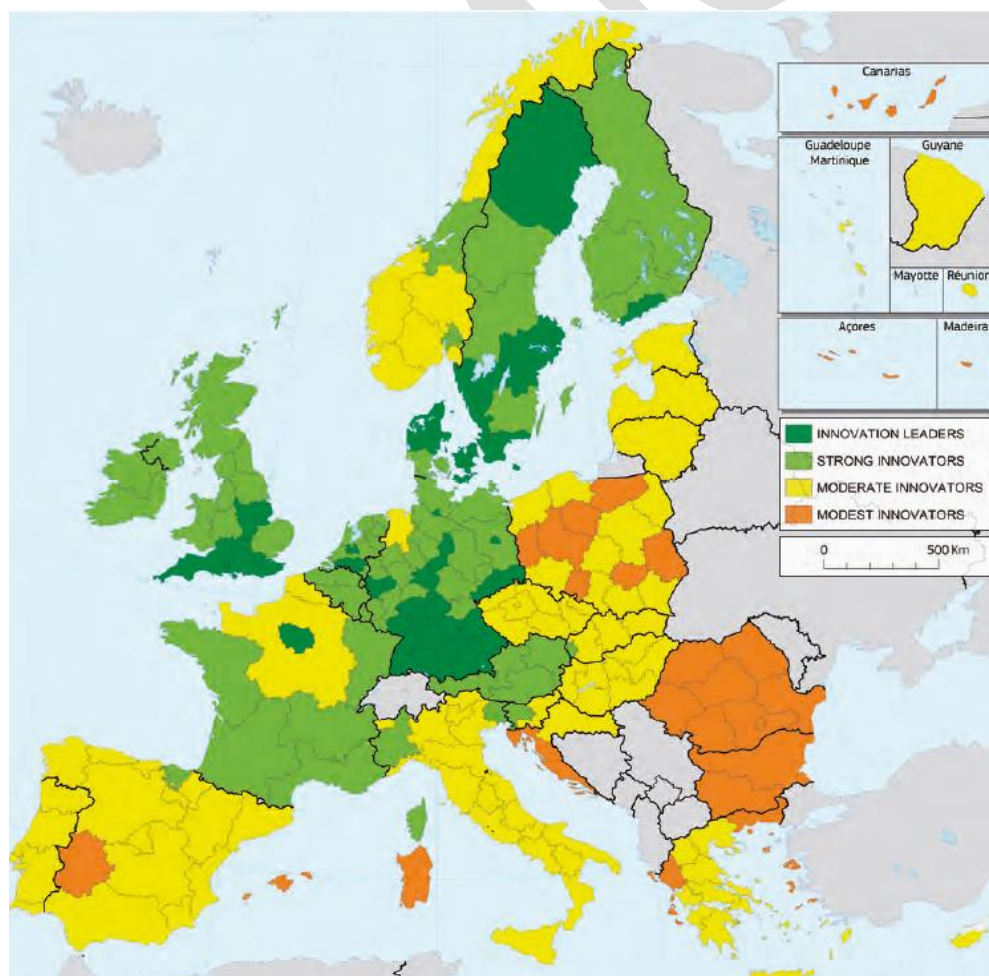 Canarias
Guadeloupe
Martinique
Guyane
Mayotte
Réunion
Açores
Madeira
INNOVATION LEADERS
STRONG INNOVATORS
MODERATE INNOVATORS
MODEST INNOVATORS
0 500 Km